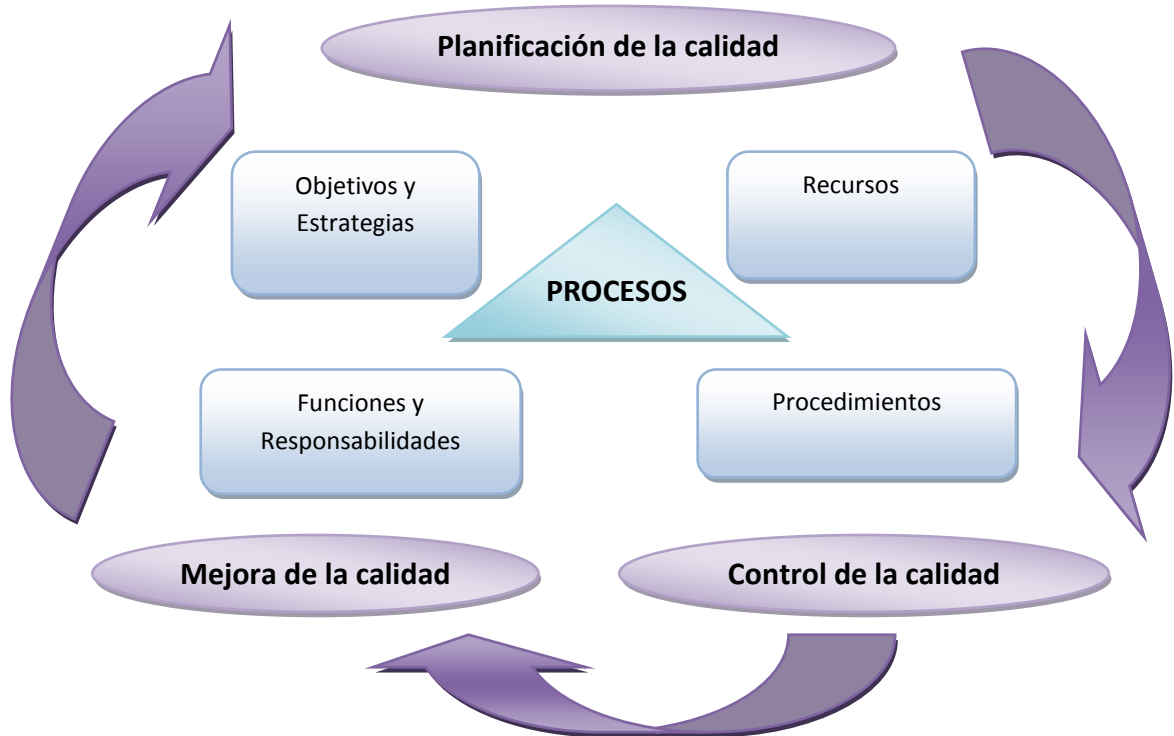 Planificación de la calidad
Objetivos y
Estrategias
Recursos
PROCESOS
Funciones y
Responsabilidades
Procedimientos
Mejora de la calidad
Control de la calidad